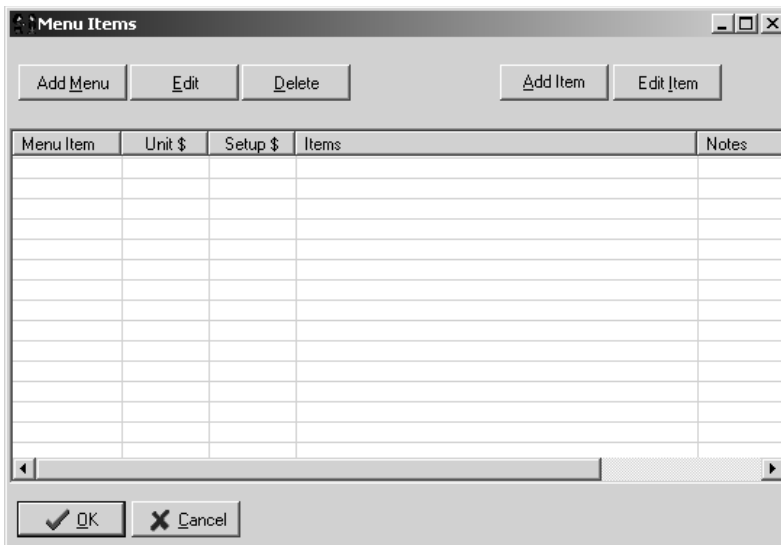 Menu Items
Add Menu Edit Delete Add Item Edit Item
Menu Item Unit $ Setup $ Items Notes
OK Cancel